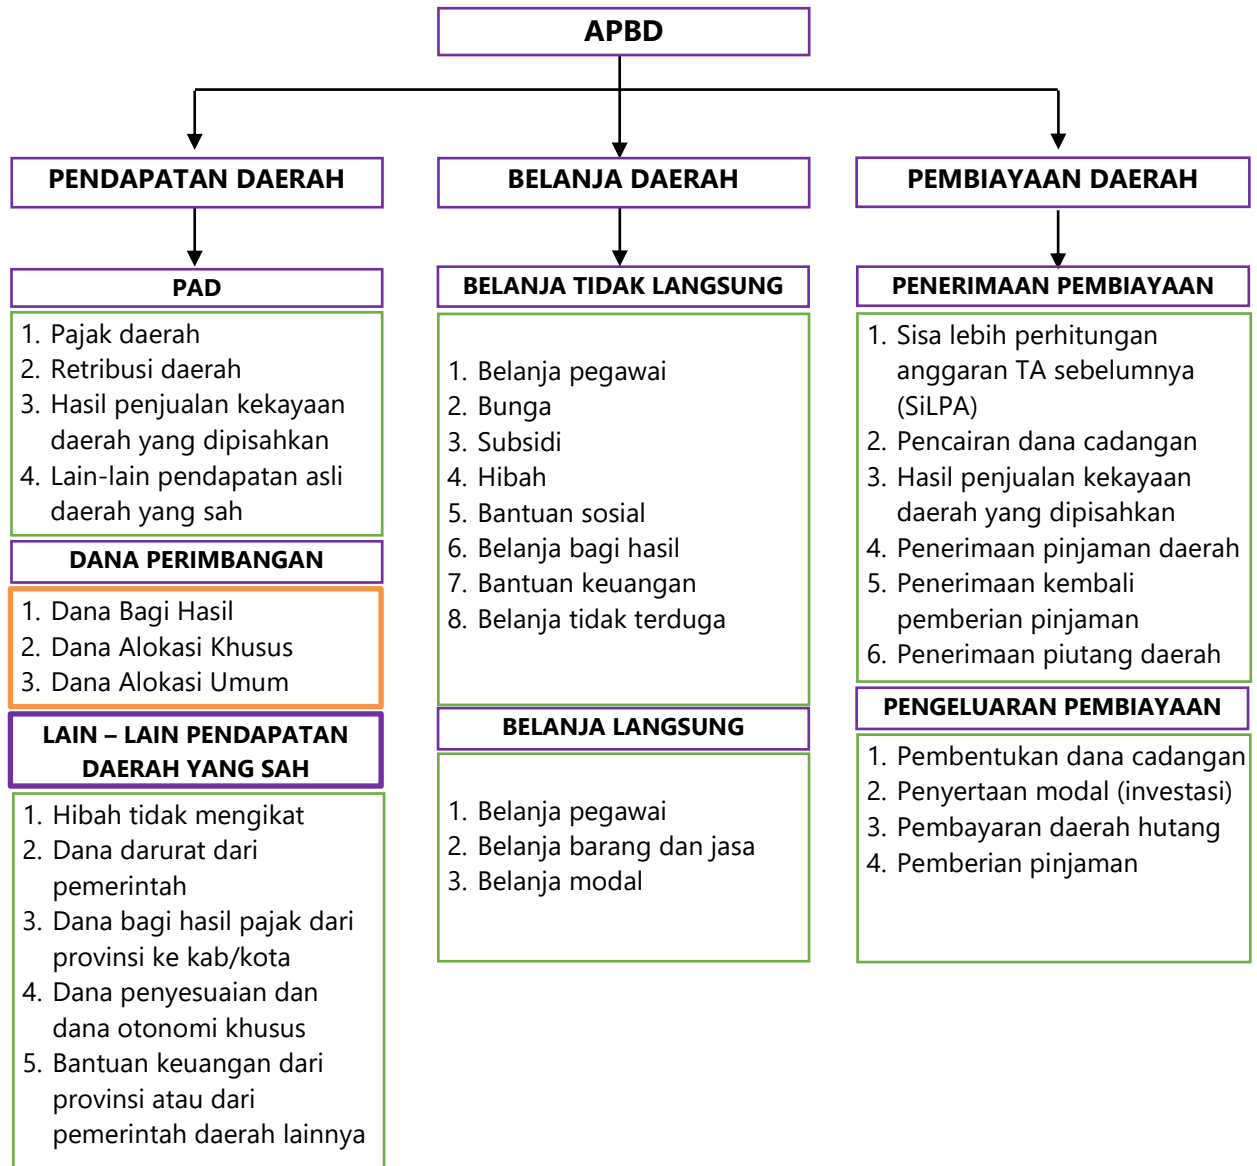 APBD
PENDAPATAN DAERAH
PAD
1. Pajak daerah
2. Retribusi daerah
3. Hasil penjualan kekayaan
daerah yang dipisahkan
4. Lain-lain pendapatan asli
daerah yang sah
DANA PERIMBANGAN
1. Dana Bagi Hasil
2. Dana Alokasi Khusus
3. Dana Alokasi Umum
LAIN – LAIN PENDAPATAN
DAERAH YANG SAH
1. Hibah tidak mengikat
2. Dana darurat dari
pemerintah
3. Dana bagi hasil pajak dari
provinsi ke kab/kota
4. Dana penyesuaian dan
dana otonomi khusus
5. Bantuan keuangan dari
provinsi atau dari
pemerintah daerah lainnya
BELANJA DAERAH
BELANJA TIDAK LANGSUNG
1. Belanja pegawai
2. Bunga
3. Subsidi
4. Hibah
5. Bantuan sosial
6. Belanja bagi hasil
7. Bantuan keuangan
8. Belanja tidak terduga
BELANJA LANGSUNG
1. Belanja pegawai
2. Belanja barang dan jasa
3. Belanja modal
PEMBIAYAAN DAERAH
PENERIMAAN PEMBIAYAAN
1. Sisa lebih perhitungan
anggaran TA sebelumnya
(SiLPA)
2. Pencairan dana cadangan
3. Hasil penjualan kekayaan
daerah yang dipisahkan
4. Penerimaan pinjaman daerah
5. Penerimaan kembali
pemberian pinjaman
6. Penerimaan piutang daerah
PENGELUARAN PEMBIAYAAN
1. Pembentukan dana cadangan
2. Penyertaan modal (investasi)
3. Pembayaran daerah hutang
4. Pemberian pinjaman